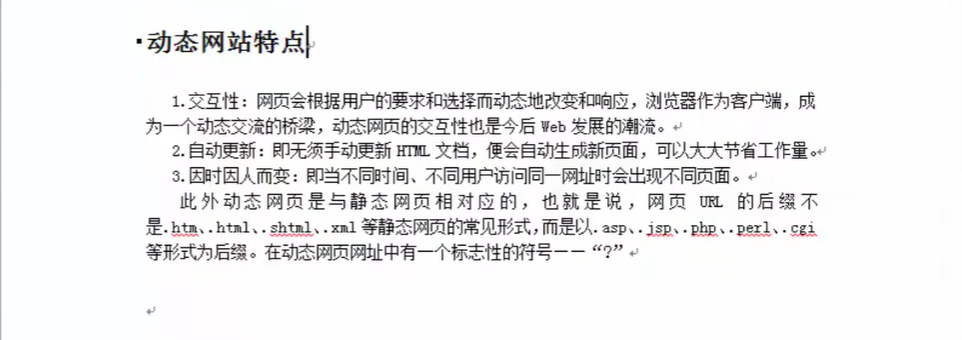 ▪动态网站特点
1.交互性：网页会根据用户的要求和选择而动态地改变和响应，浏览器作为客户端，成
为一个动态交流的桥梁，动态网页的交互性也是今后 Web 发展的潮流。
2.自动更新：即无须手动更新 HTML 文档，便会自动生成新页面，可以大大节省工作量。
3.因时因人而变：即当不同时间、不同用户访问同一网址时会出现不同页面。
此外动态网页是与静态网页相对应的，也就是说，网页 URL 的后缀不
是.htm、.html、.shtml、.xml 等静态网页的常见形式，而是以.asp、.jsp、.php、.perl、.cgi
等形式为后缀。在动态网页网址中有一个标志性的符号——“?”